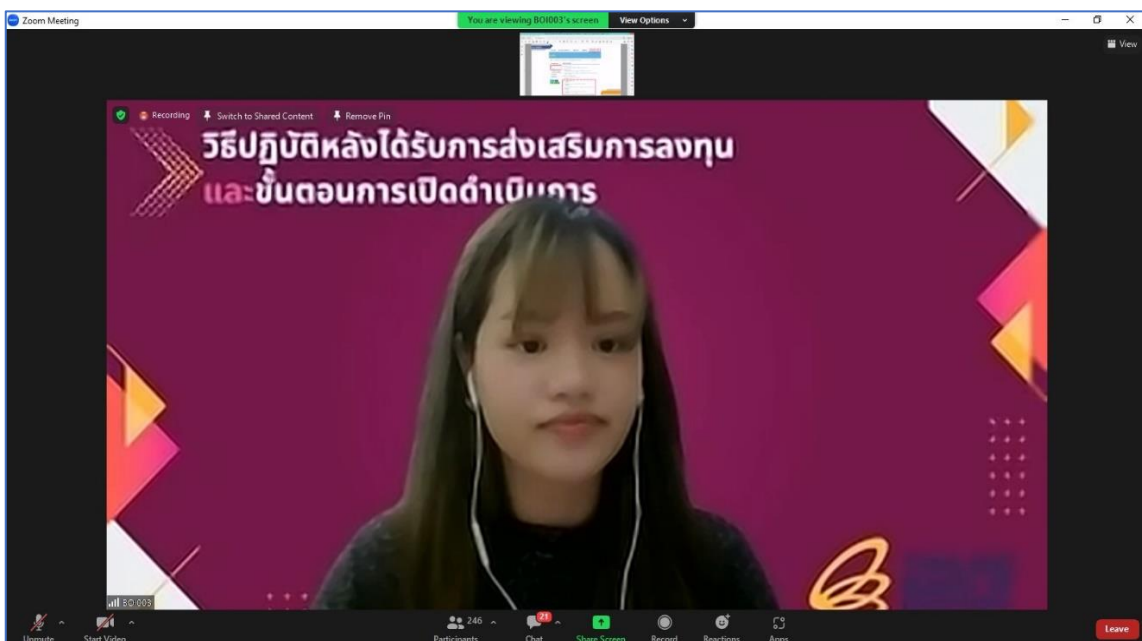 Zoom Meeting
You are viewing BOI003's screen
View Options
View
Recording
Switch to Shared Content
Remove Pin
วิธีปฏิบัติหลังได้รับการส่งเสริมการลงทุน
และขั้นตอนการเปิดดำเนินการ
BOI003
246
21
Unmute
Start Video
Participants
Chat
Share Screen
Record
Reactions
Apps
Leave